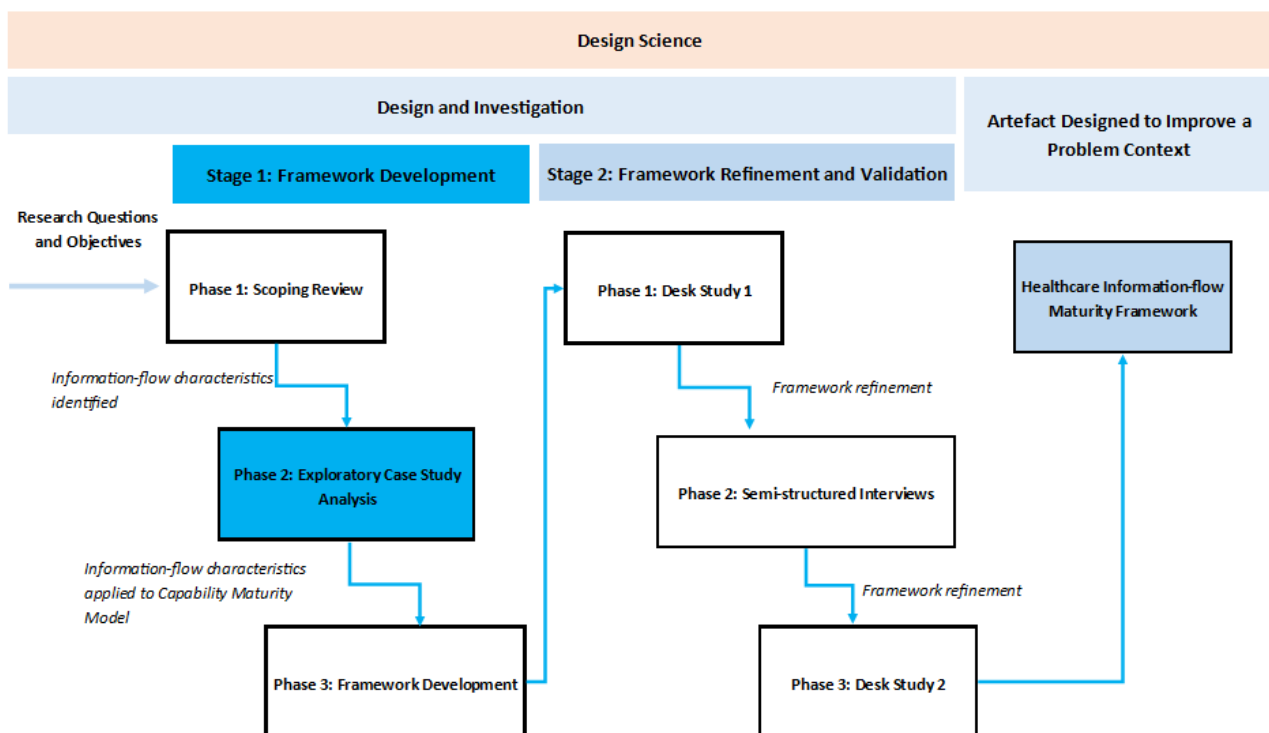 Design Science
Design and Investigation
Artefact Designed to Improve a
Problem Context
Stage 1: Framework Development
Stage 2: Framework Refinement and Validation
Research Questions
and Objectives
Phase 1: Scoping Review
Information-flow characteristics
identified
Phase 2: Exploratory Case Study
Analysis
Information-flow characteristics
applied to Capability Maturity
Model
Phase 3: Framework Development
Phase 1: Desk Study 1
Framework refinement
Phase 2: Semi-structured Interviews
Framework refinement
Phase 3: Desk Study 2
Healthcare Information-flow
Maturity Framework